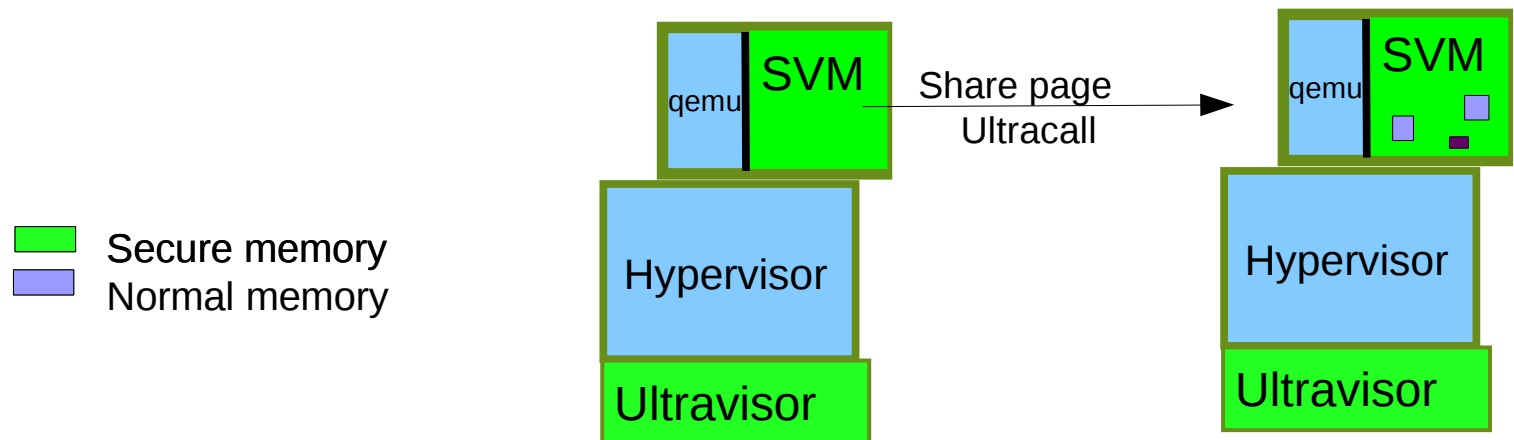 Secure memory
Normal memory
qemu
SVM
Hypervisor
Ultravisor
Share page
Ultracall
qemu
SVM
Hypervisor
Ultravisor